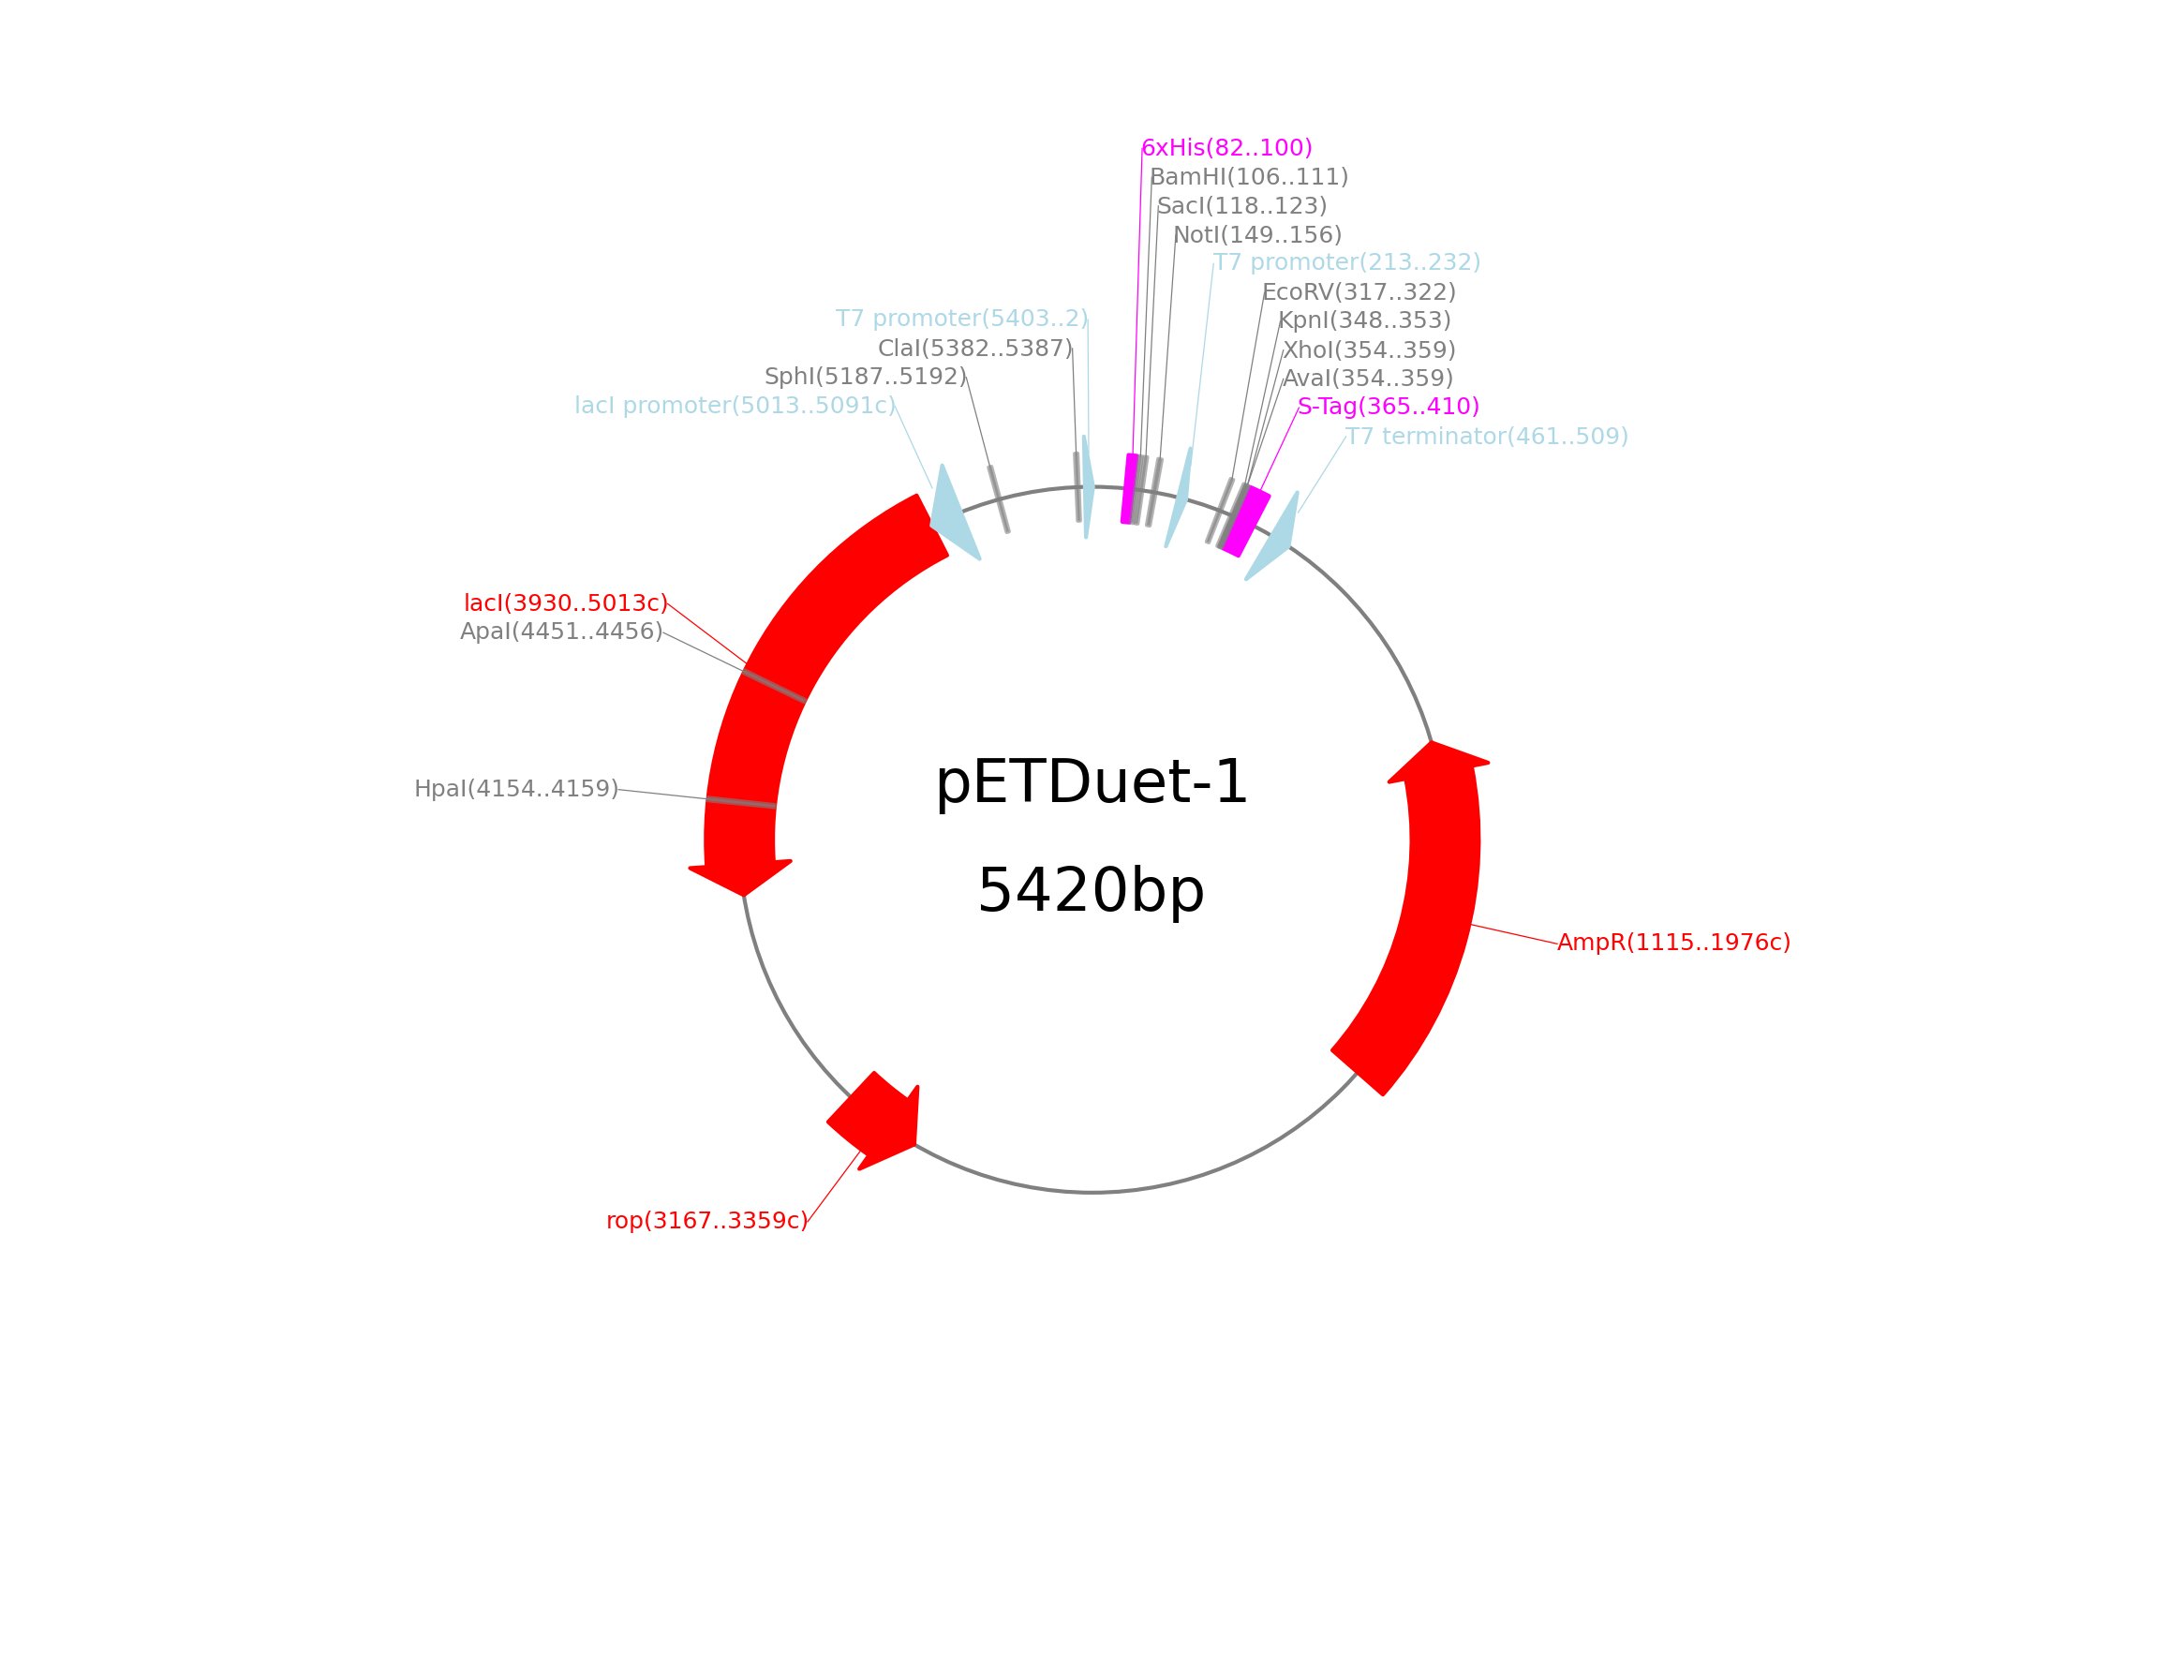 6xHis(82..100)
BamHI(106..111)
SacI(118..123)
NotI(149..156)
T7 promoter(213..232)
EcoRV(317..322)
T7 promoter(5403..2)
KpnI(348..353)
ClaI(5382..5387)
XhoI(354..359)
SphI(5187..5192)
AvaI(354..359)
lacI promoter(5013..5091c)
S-Tag(365..410)
T7 terminator(461..509)
lacI(3930..5013c)
ApaI(4451..4456)
HpaI(4154..4159)
pETDuet-1
5420bp
AmpR(1115..1976c)
rop(3167..3359c)